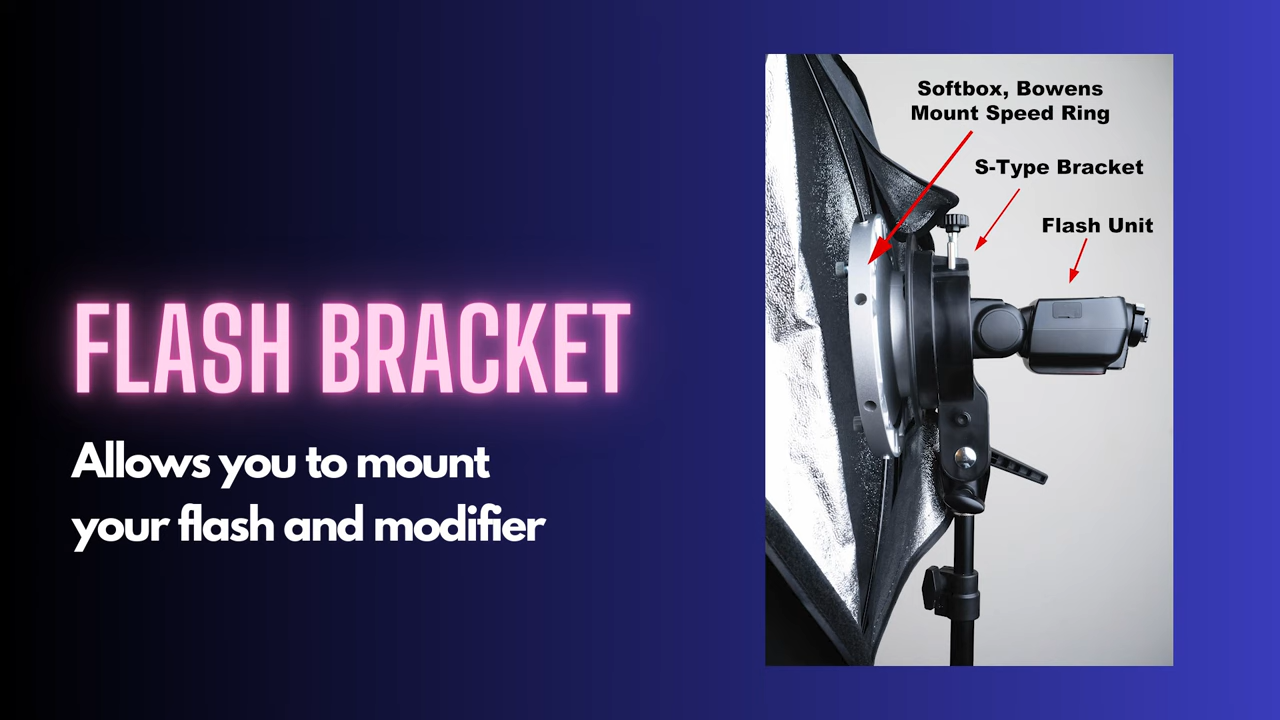 FLASH BRACKET
Allows you to mount
your flash and modifier
Softbox, Bowens
Mount Speed Ring
S-Type Bracket
Flash Unit